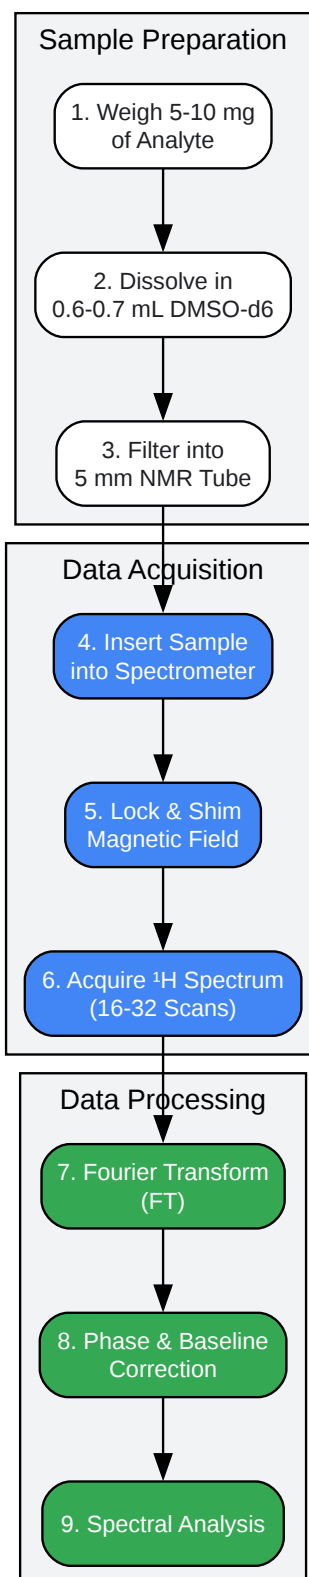 Sample Preparation
1. Weigh 5-10 mg
of Analyte
2. Dissolve in
0.6-0.7 mL DMSO-d6
3. Filter into
5 mm NMR Tube
Data Acquisition
4. Insert Sample
into Spectrometer
5. Lock & Shim
Magnetic Field
6. Acquire ¹H Spectrum
(16-32 Scans)
Data Processing
7. Fourier Transform
(FT)
8. Phase & Baseline
Correction
9. Spectral Analysis